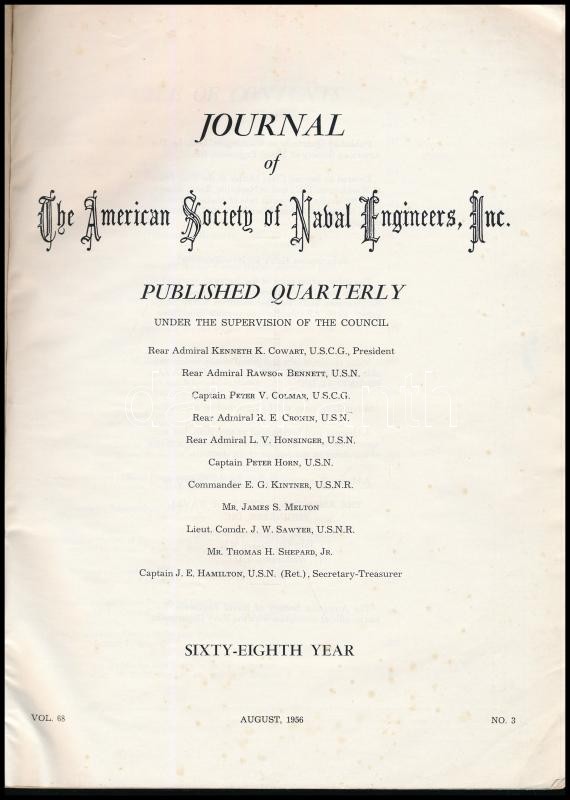 JOURNAL
of
The American Society of Naval Engineers, Inc.
PUBLISHED QUARTERLY
UNDER THE SUPERVISION OF THE COUNCIL
Rear Admiral KENNETH K. COWART, U.S.C.G., President
Rear Admiral RAWSON BENNETT, U.S.N.
Captain PETER V. COLMAR, U.S.C.G.
Rear Admiral R. E. CRONIN, U.S.N.
Rear Admiral L. V. HONSINGER, U.S.N.
Captain PETER HORN, U.S.N.
Commander E. G. KINTNER, U.S.N.R.
MR. JAMES S. MELTON
Lieut. Comdr. J. W. SAWYER, U.S.N.R.
MR. THOMAS H. SHEPARD, JR.
Captain J. E. HAMILTON, U.S.N. (Ret.), Secretary-Treasurer
SIXTY-EIGHTH YEAR
VOL. 68 AUGUST, 1956 NO. 3